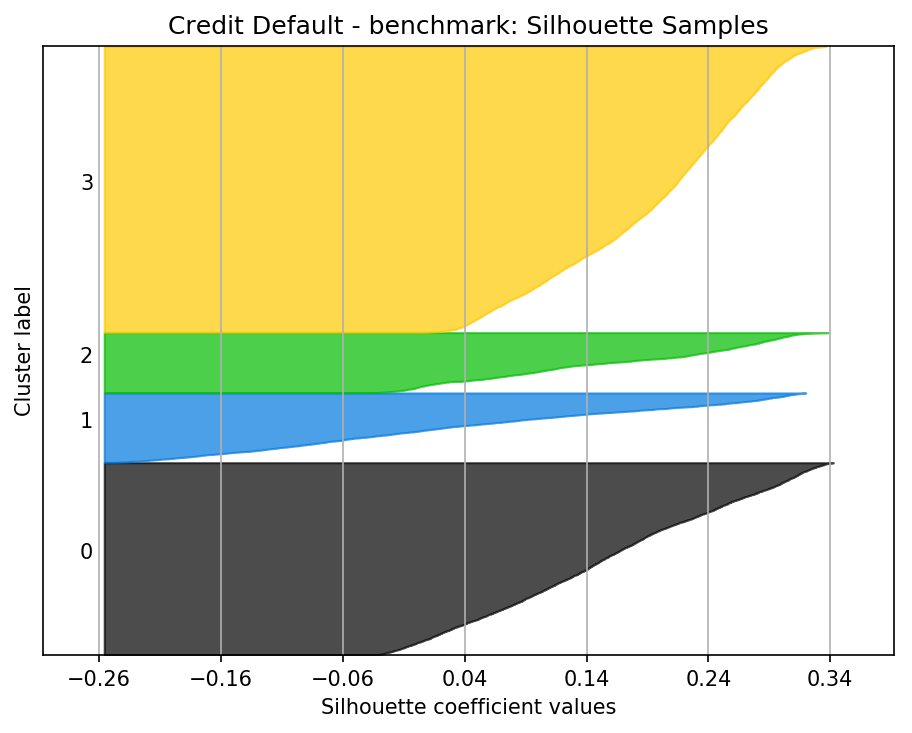 Credit Default - benchmark: Silhouette Samples
3
2
1
0
Cluster label
−0.26 −0.16 −0.06 0.04 0.14 0.24 0.34
Silhouette coefficient values